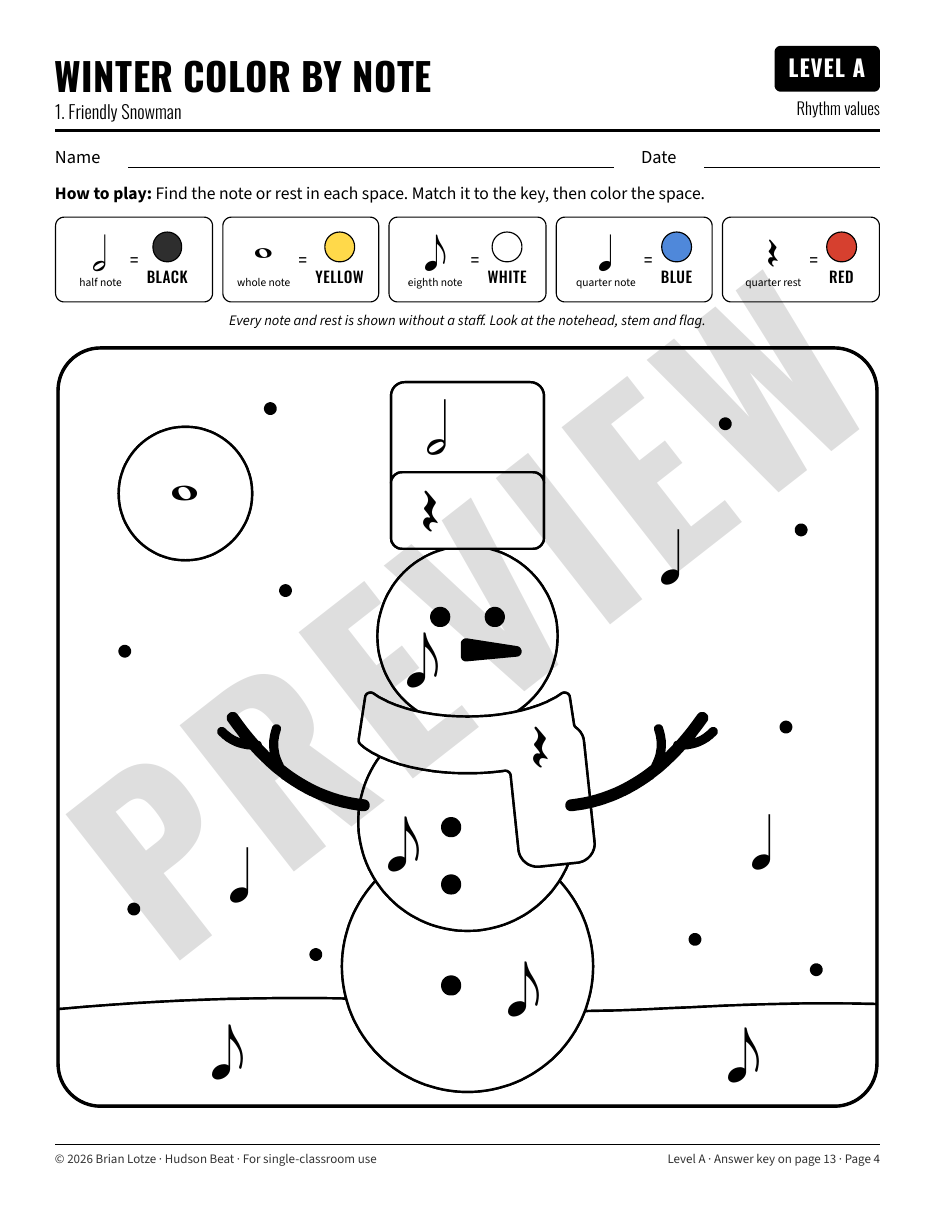 WINTER COLOR BY NOTE
LEVEL A
1. Friendly Snowman
Rhythm values
Name
Date
How to play: Find the note or rest in each space. Match it to the key, then color the space.
half note = BLACK
whole note = YELLOW
eighth note = WHITE
quarter note = BLUE
quarter rest = RED
Every note and rest is shown without a staff. Look at the notehead, stem and flag.
PREVIEW
© 2026 Brian Lotze · Hudson Beat · For single-classroom use
Level A · Answer key on page 13 · Page 4